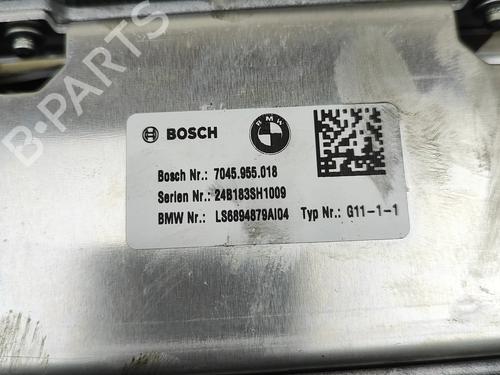 BOSCH
BMW
Bosch Nr.: 7045.955.018
Serien Nr.: 24B183SH1009
BMW Nr.: LS6894879AI04 Typ Nr.: G11-1-1
B-PARTS